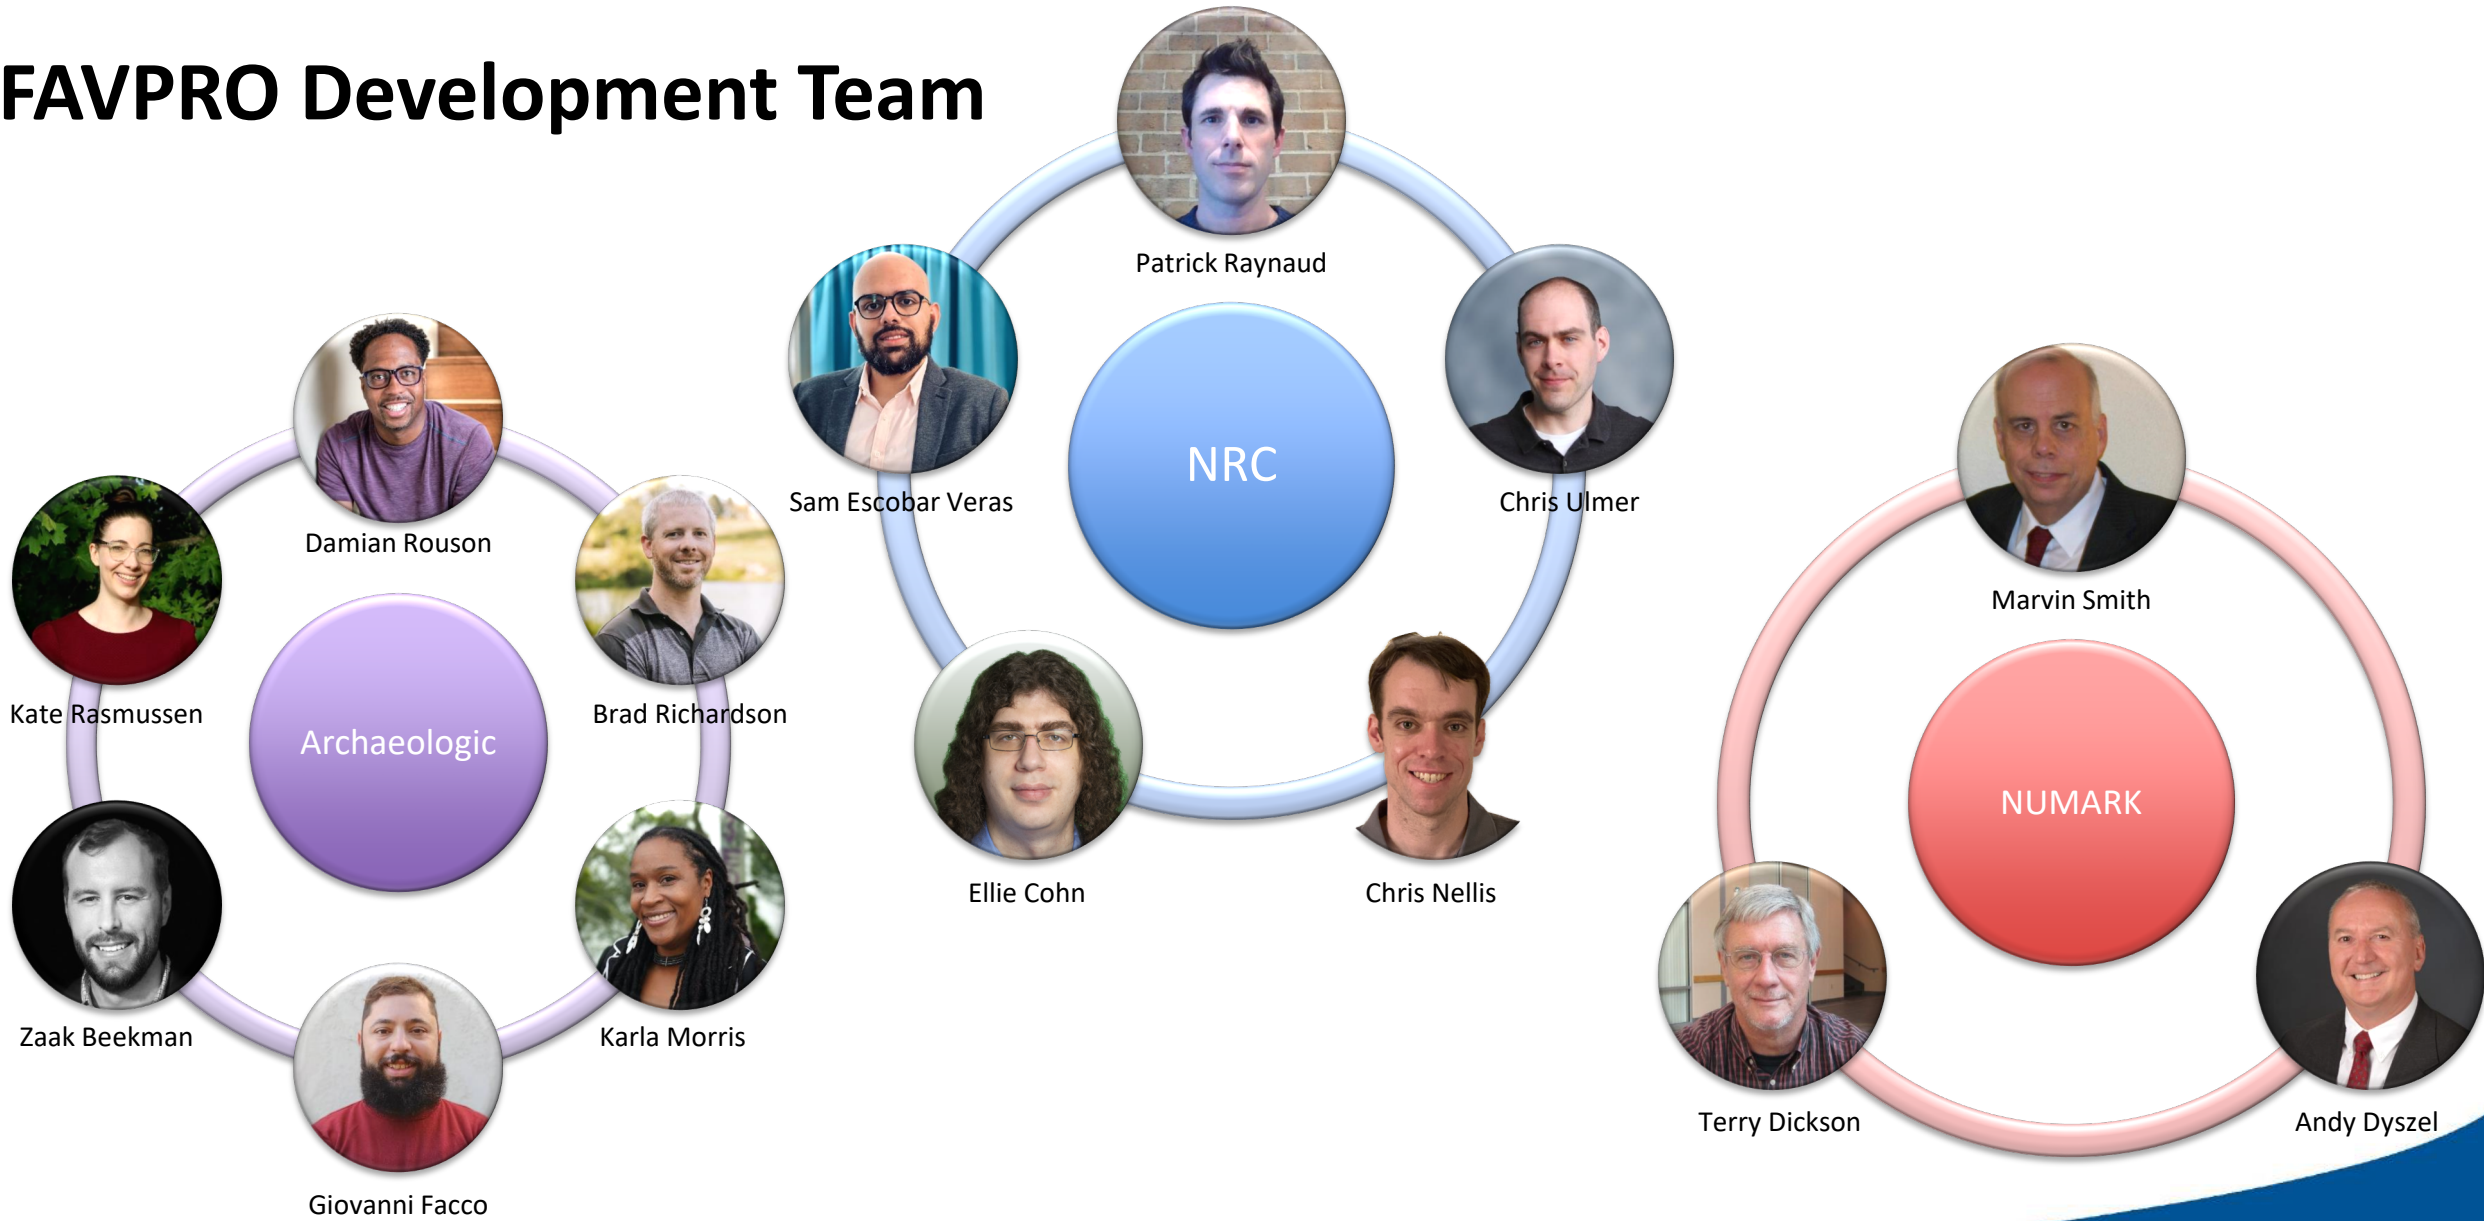 FAVPRO Development Team
Patrick Raynaud
Sam Escobar Veras
NRC
Chris Ulmer
Ellie Cohn
Chris Nellis
Damian Rouson
Kate Rasmussen
Brad Richardson
Archaeologic
Zaak Beekman
Karla Morris
Giovanni Facco
Marvin Smith
NUMARK
Terry Dickson
Andy Dyszel